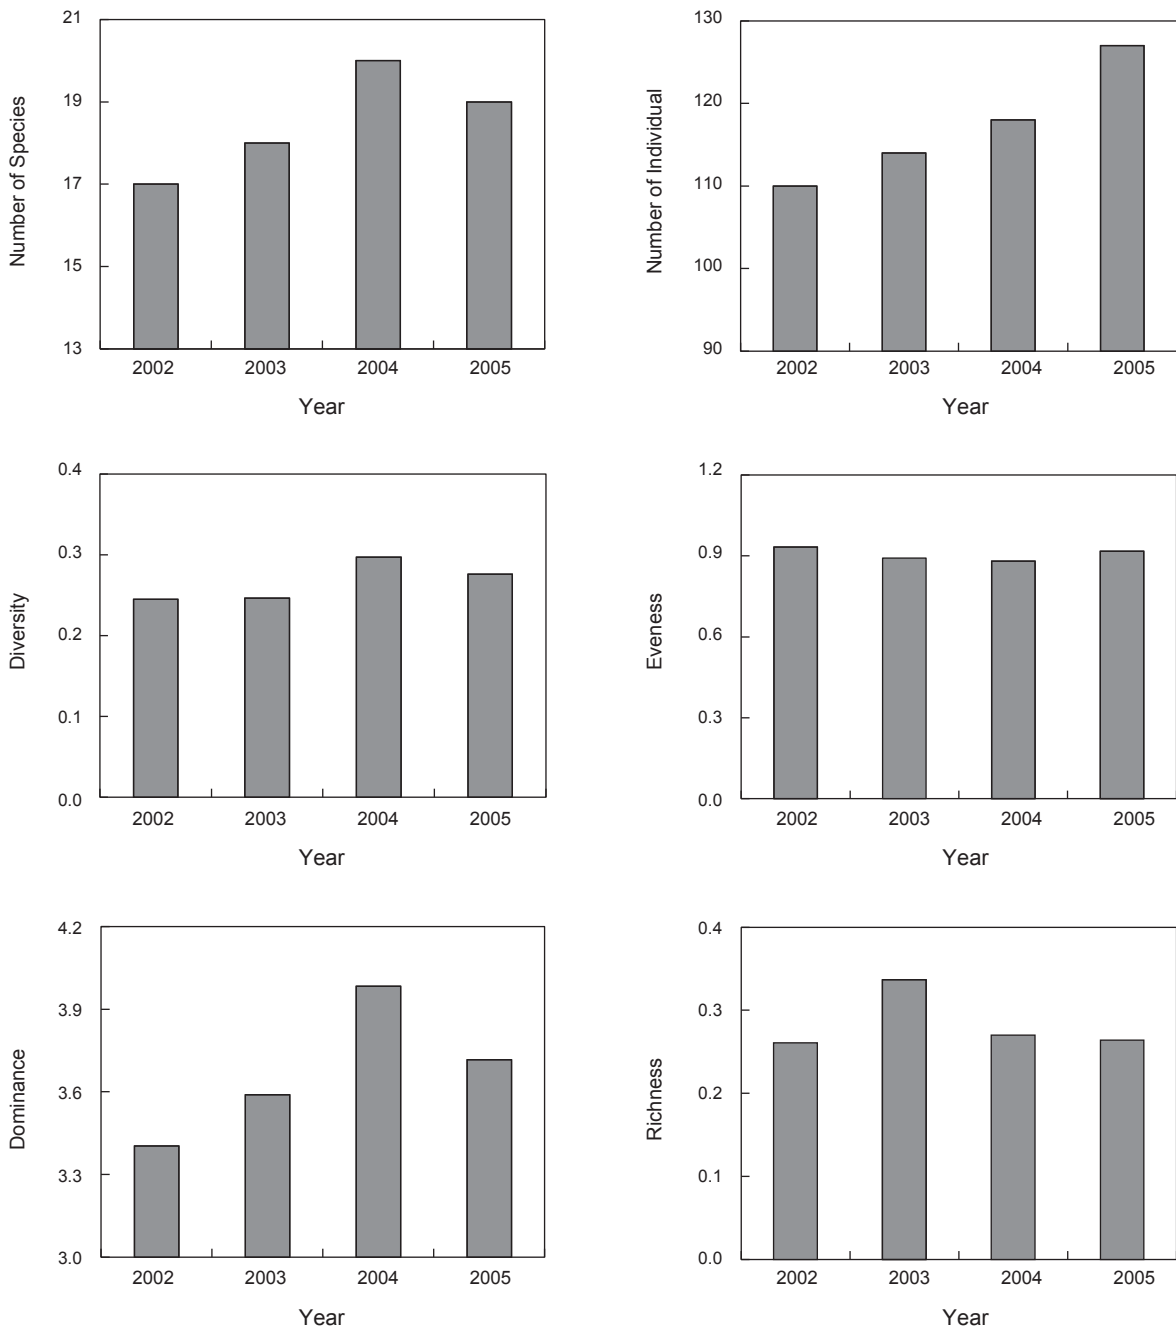 Number of Species
21
19
17
15
13
2002 2003 2004 2005
Year
Number of Individual
130
120
110
100
90
2002 2003 2004 2005
Year
Diversity
0.4
0.3
0.2
0.1
0.0
2002 2003 2004 2005
Year
Eveness
1.2
0.9
0.6
0.3
0.0
2002 2003 2004 2005
Year
Dominance
4.2
3.9
3.6
3.3
3.0
2002 2003 2004 2005
Year
Richness
0.4
0.3
0.2
0.1
0.0
2002 2003 2004 2005
Year